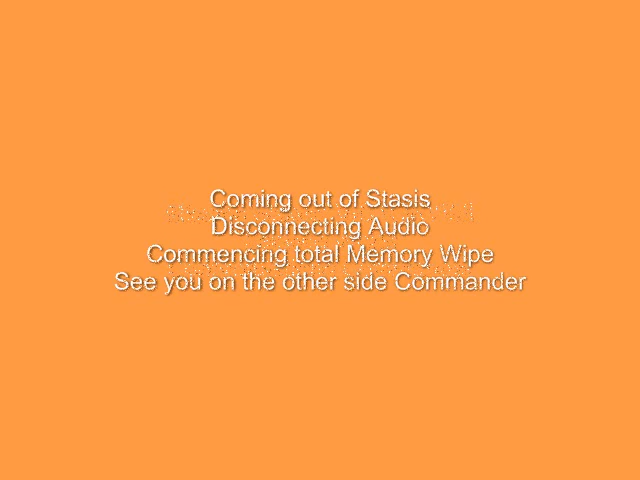 Coming out of Stasis
Disconnecting Audio
Commencing total Memory Wipe
See you on the other side Commander